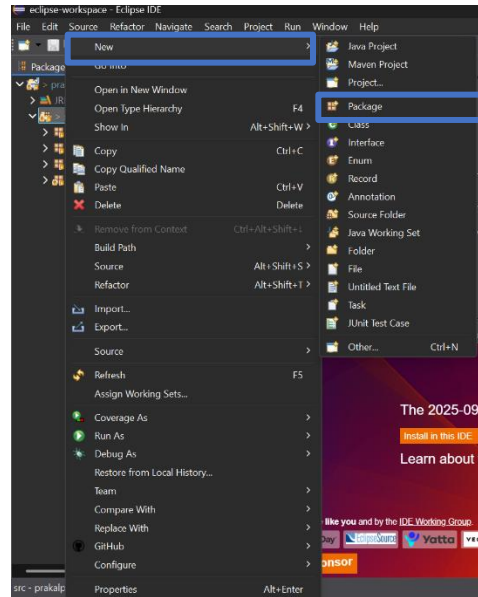 eclipse-workspace - Eclipse IDE
File Edit Source Refactor Navigate Search Project Run Window Help
Package
> pra
New
Go Into
Open in New Window
Open Type Hierarchy F4
Show In Alt+Shift+W >
Copy Ctrl+C
Copy Qualified Name
Paste Ctrl+V
Delete Delete
Remove from Context Ctrl+Alt+Shift+↓
Build Path
Source Alt+Shift+S >
Refactor Alt+Shift+T >
Import...
Export...
Source
Refresh F5
Assign Working Sets...
Coverage As
Run As
Debug As
Restore from Local History...
Team
Compare With
Replace With
GitHub
Configure
Properties Alt+Enter
Java Project
Maven Project
Project...
Package
Class
Interface
Enum
Record
Annotation
Source Folder
Java Working Set
Folder
File
Untitled Text File
Task
JUnit Test Case
Other... Ctrl+N
The 2025-09
Install in this IDE
Learn about
like you and by the IDE Working Group.
Day EclipseSource Yatta
onsor
src - prakalp